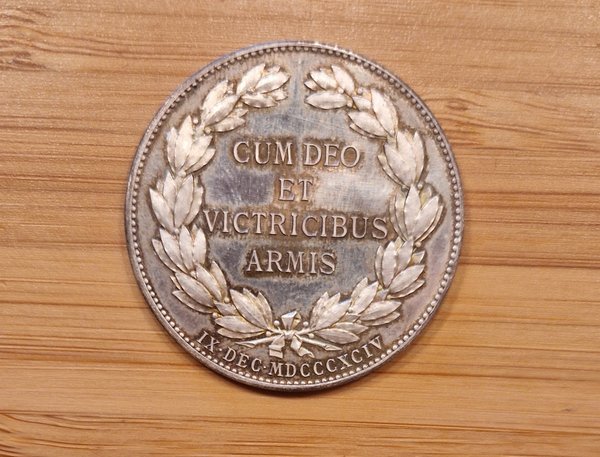 CUM DEO
ET
VICTRICIBUS
ARMIS
IX·DEC·MDCCCXCIV